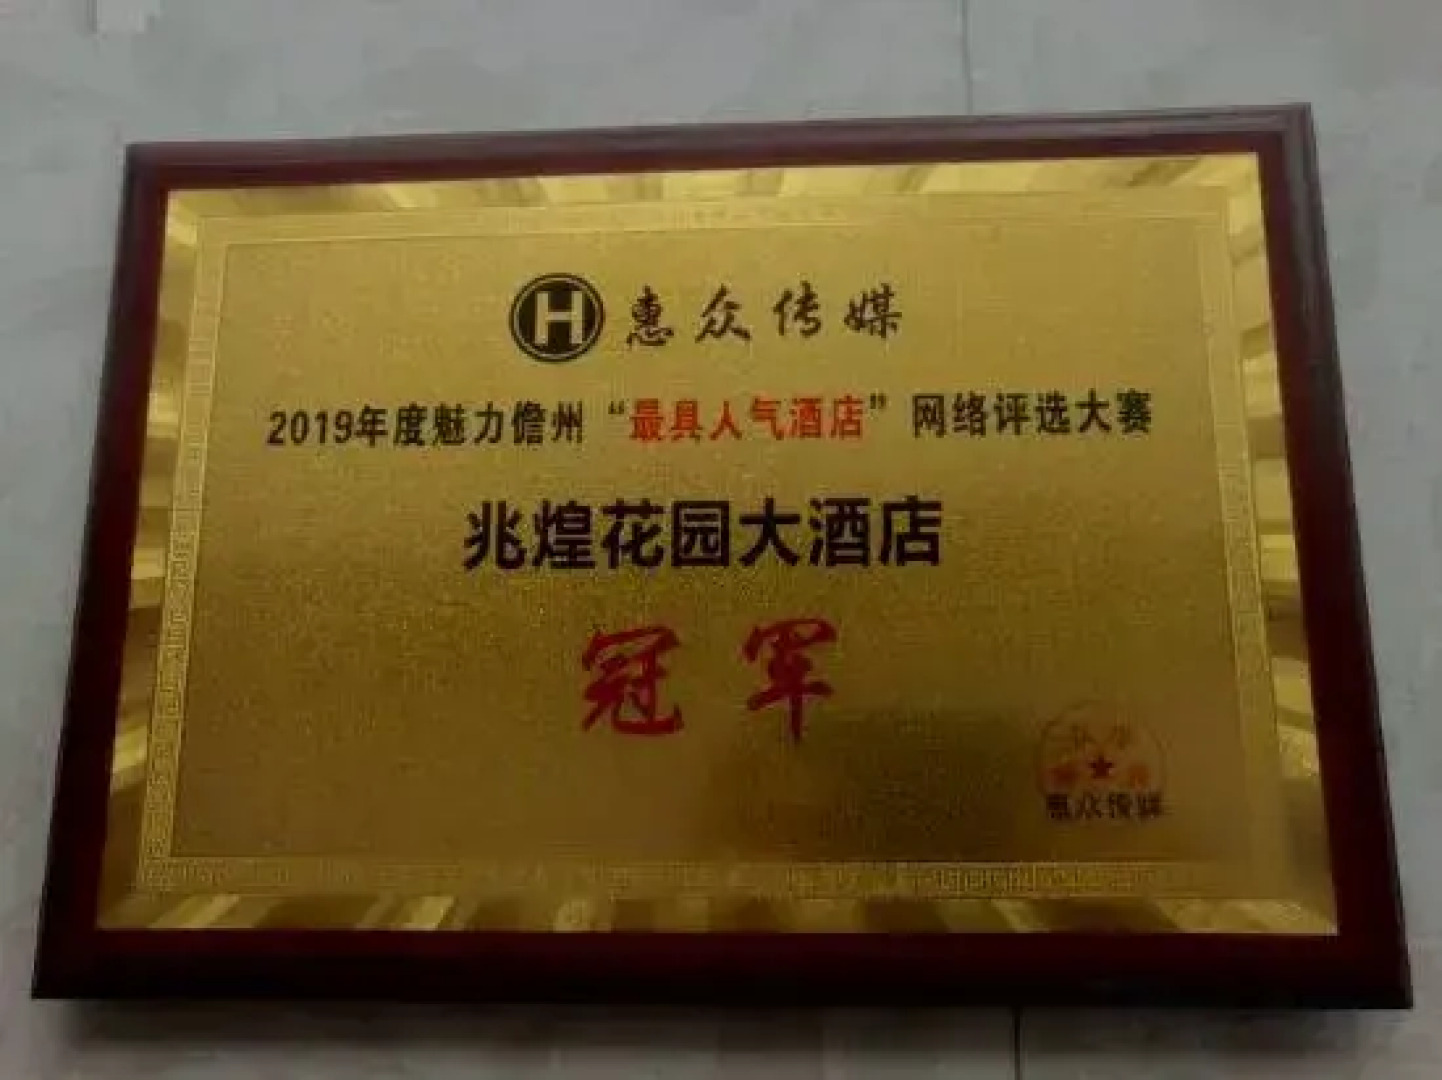 H 惠众传媒
2019年度魅力儋州“最具人气酒店”网络评选大赛
兆煌花园大酒店
冠军
惠众传媒